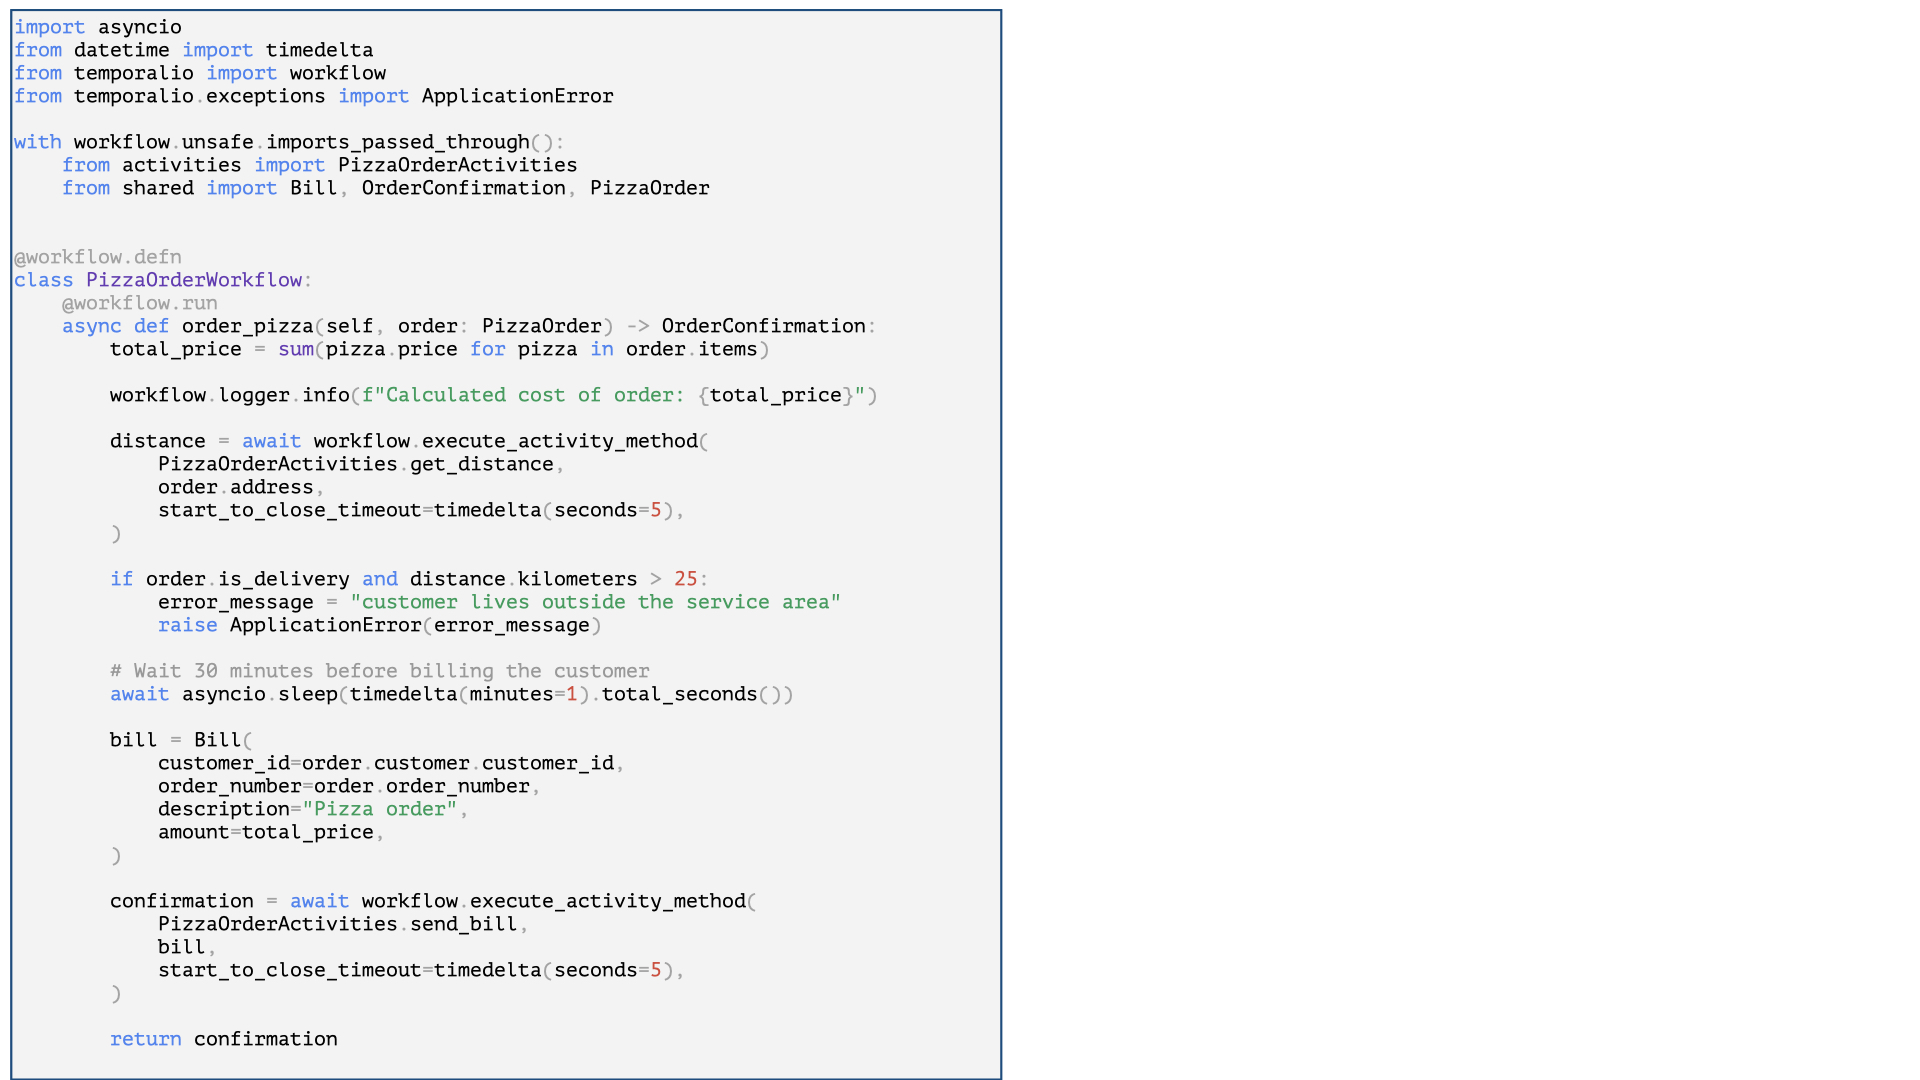 import asyncio
from datetime import timedelta
from temporalio import workflow
from temporalio.exceptions import ApplicationError

with workflow.unsafe.imports_passed_through():
    from activities import PizzaOrderActivities
    from shared import Bill, OrderConfirmation, PizzaOrder


@workflow.defn
class PizzaOrderWorkflow:
    @workflow.run
    async def order_pizza(self, order: PizzaOrder) -> OrderConfirmation:
        total_price = sum(pizza.price for pizza in order.items)

        workflow.logger.info(f"Calculated cost of order: {total_price}")

        distance = await workflow.execute_activity_method(
            PizzaOrderActivities.get_distance,
            order.address,
            start_to_close_timeout=timedelta(seconds=5),
        )

        if order.is_delivery and distance.kilometers > 25:
            error_message = "customer lives outside the service area"
            raise ApplicationError(error_message)

        # Wait 30 minutes before billing the customer
        await asyncio.sleep(timedelta(minutes=1).total_seconds())

        bill = Bill(
            customer_id=order.customer.customer_id,
            order_number=order.order_number,
            description="Pizza order",
            amount=total_price,
        )

        confirmation = await workflow.execute_activity_method(
            PizzaOrderActivities.send_bill,
            bill,
            start_to_close_timeout=timedelta(seconds=5),
        )

        return confirmation